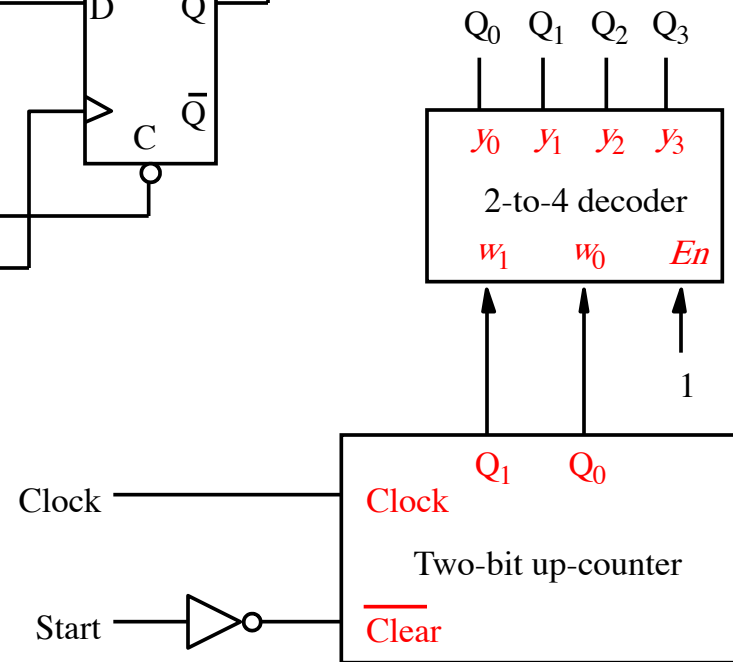 D Q
Q̅
C
Q₀ Q₁ Q₂ Q₃
y₀ y₁ y₂ y₃
2-to-4 decoder
w₁ w₀ En
1
Q₁ Q₀
Clock Clock
Two-bit up-counter
Start C̅l̅e̅a̅r̅